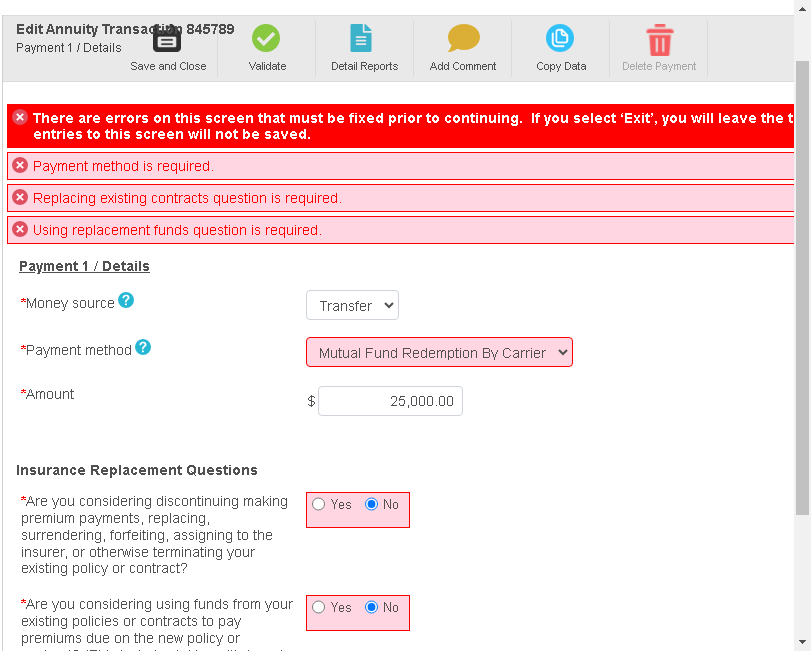 Edit Annuity Transaction 845789
Payment 1 / Details
Save and Close
Validate
Detail Reports
Add Comment
Copy Data
Delete Payment
There are errors on this screen that must be fixed prior to continuing. If you select ‘Exit’, you will leave the t
entries to this screen will not be saved.
Payment method is required.
Replacing existing contracts question is required.
Using replacement funds question is required.
Payment 1 / Details
*Money source ?
Transfer
*Payment method ?
Mutual Fund Redemption By Carrier
*Amount
$ 25,000.00
Insurance Replacement Questions
*Are you considering discontinuing making
premium payments, replacing,
surrendering, forfeiting, assigning to the
insurer, or otherwise terminating your
existing policy or contract?
Yes No
*Are you considering using funds from your
existing policies or contracts to pay
premiums due on the new policy or
Yes No